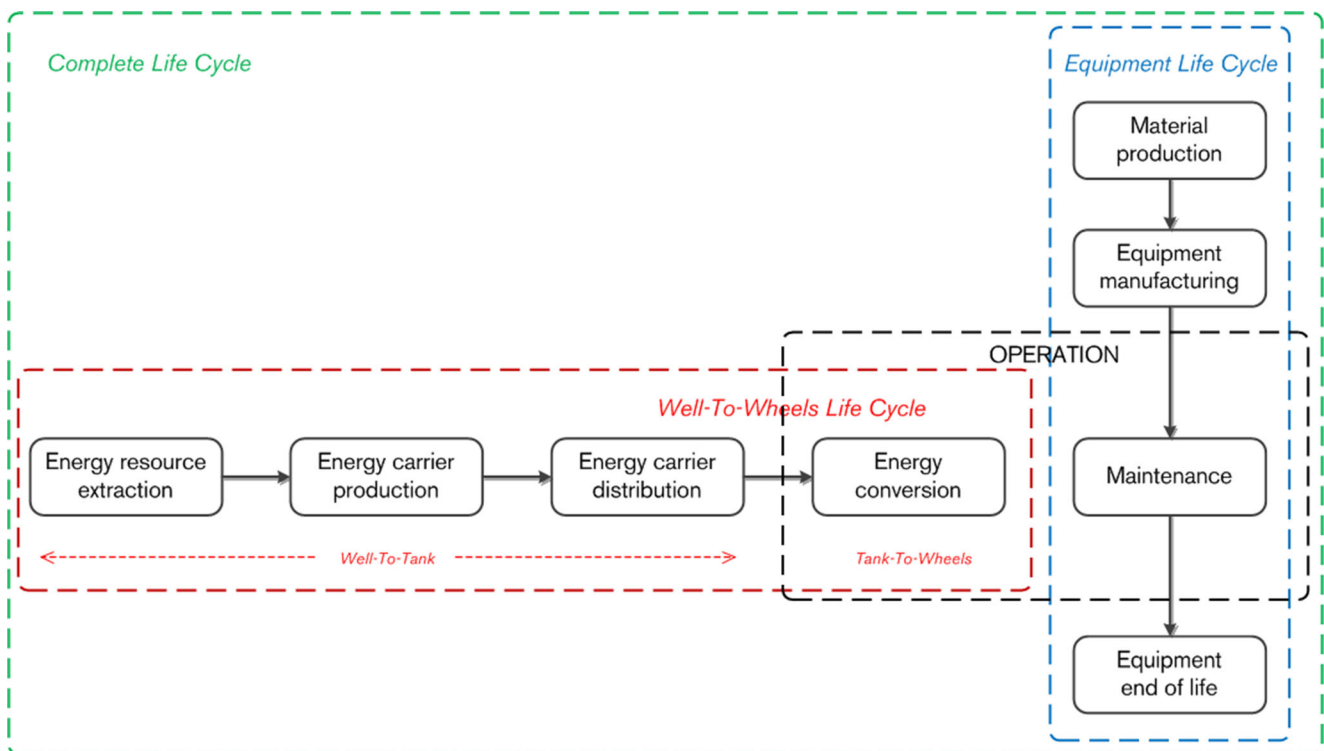 Complete Life Cycle
Equipment Life Cycle
Material
production
Equipment
manufacturing
OPERATION
Well-To-Wheels Life Cycle
Energy resource
extraction
Energy carrier
production
Energy carrier
distribution
Energy
conversion
Maintenance
Well-To-Tank
Tank-To-Wheels
Equipment
end of life